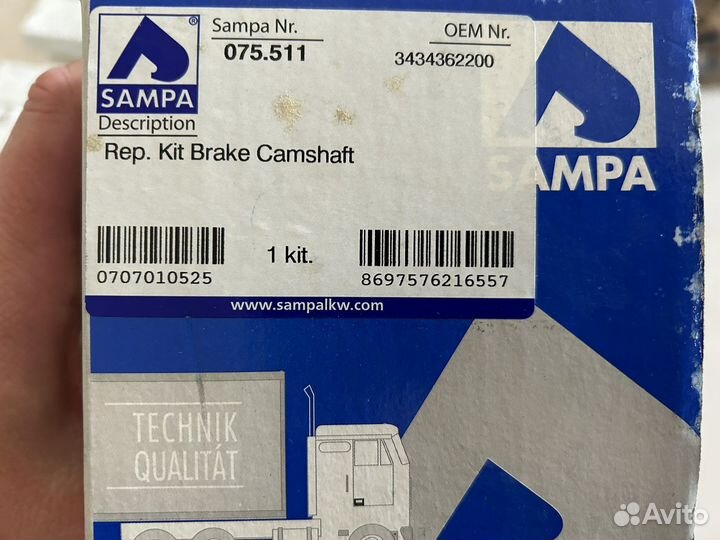 SAMPA
®
Description
Sampa Nr.
075.511
OEM Nr.
3434362200
Rep. Kit Brake Camshaft
0707010525
1 kit.
8697576216557
www.sampalkw.com
SAMPA
TECHNIK
QUALITÄT
Avito